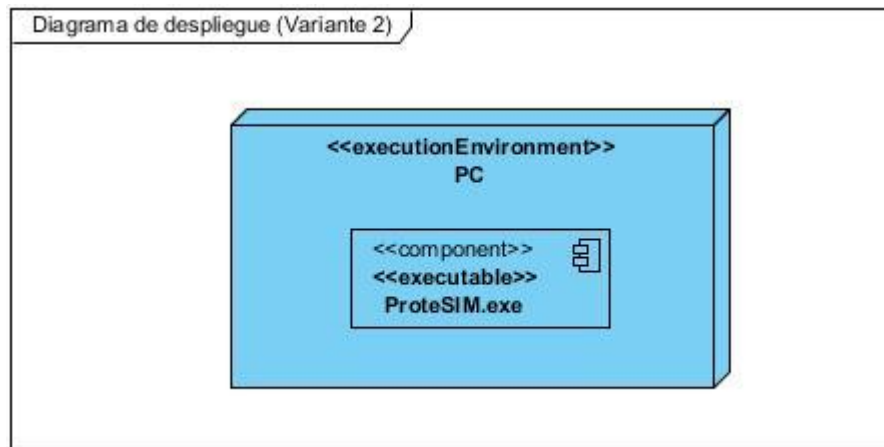 Diagrama de despliegue (Variante 2)
<<executionEnvironment>>
PC
<<component>>
<<executable>>
ProteSIM.exe